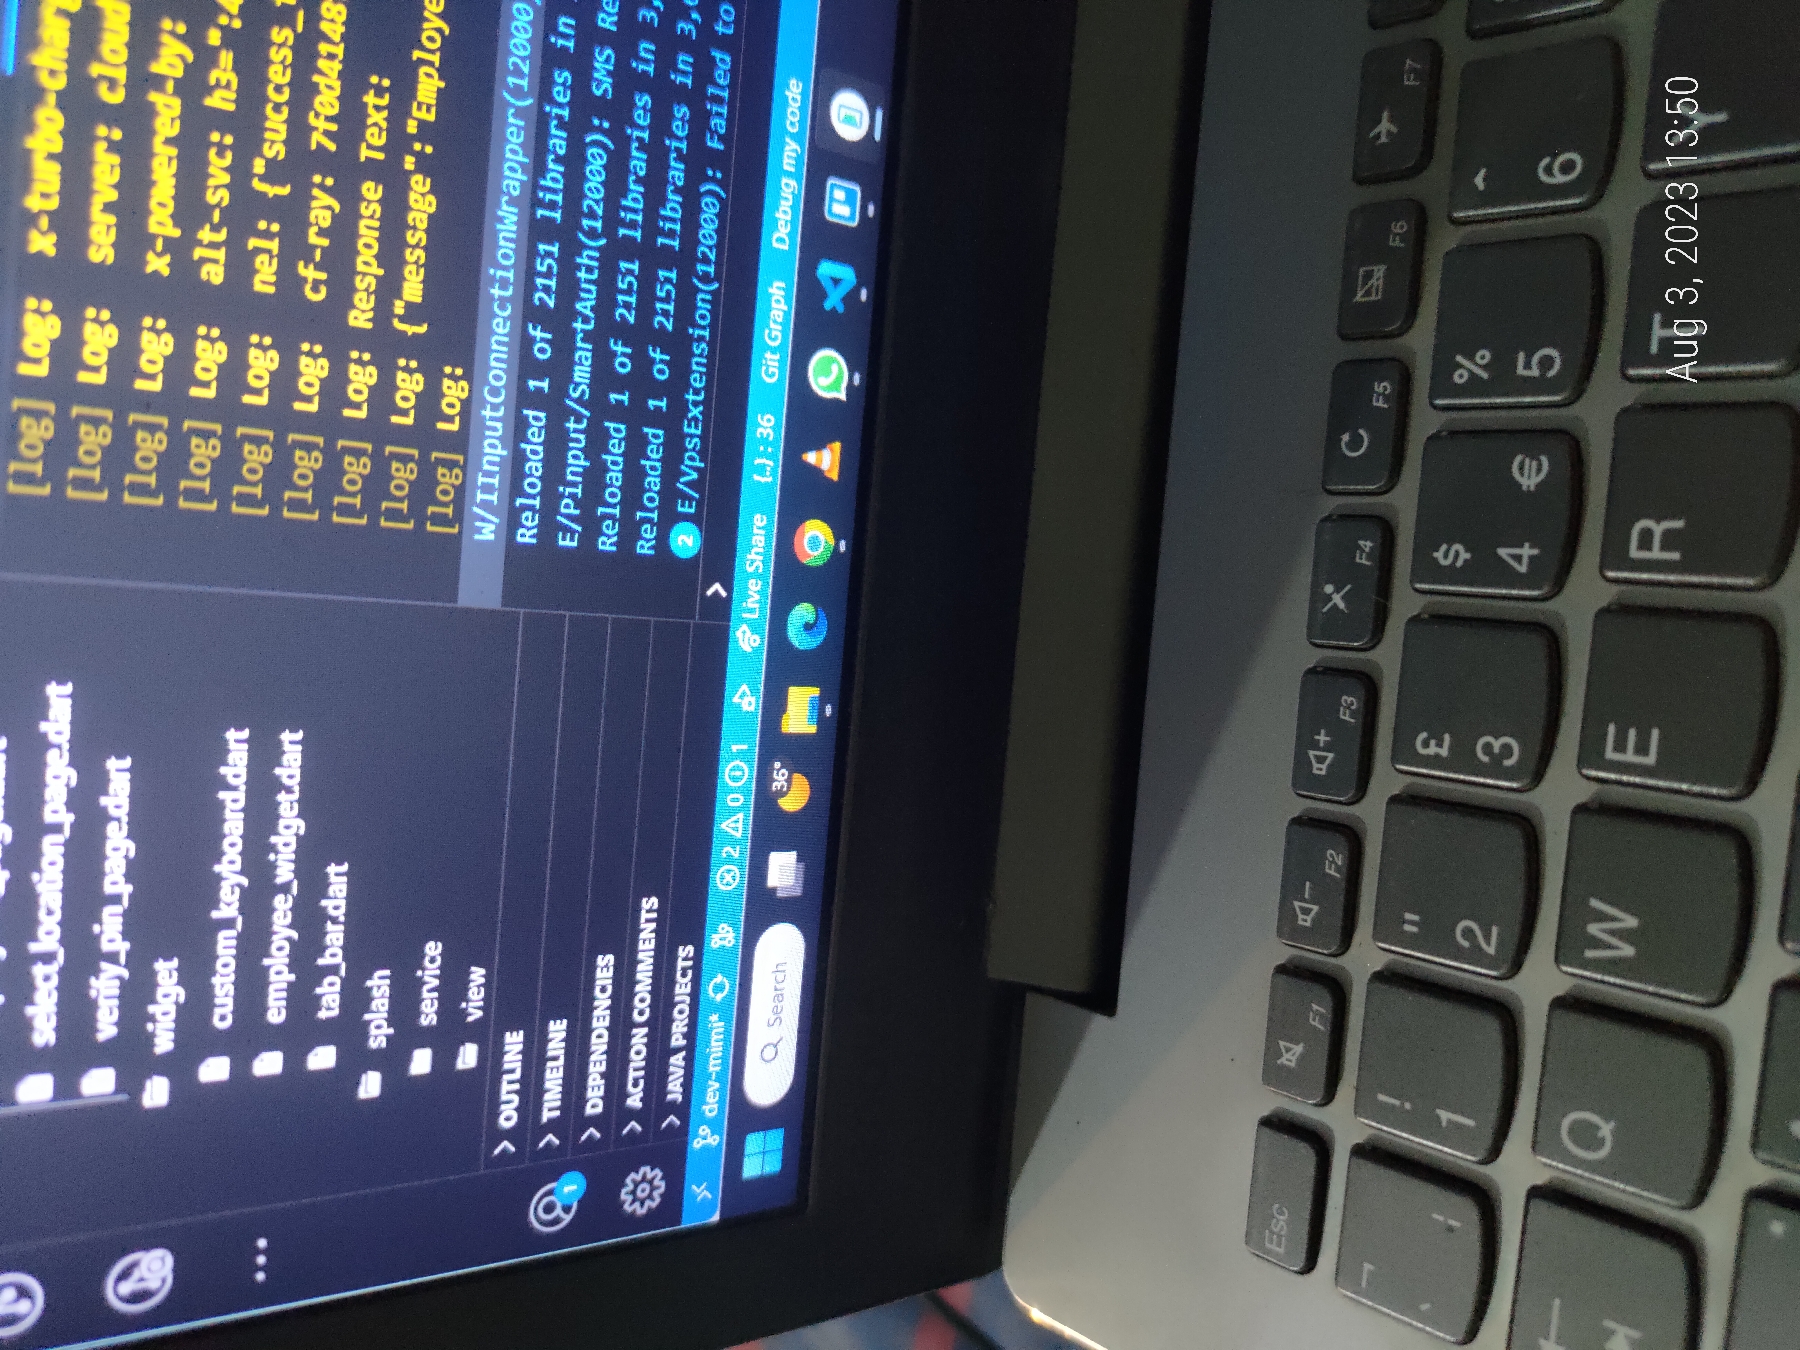 select_location_page.dart
verify_pin_page.dart
widget
custom_keyboard.dart
employee_widget.dart
tab_bar.dart
splash
service
view
OUTLINE
TIMELINE
DEPENDENCIES
ACTION COMMENTS
JAVA PROJECTS
[log] Log: x-turbo-charg
[log] Log: server: cloud
[log] Log: x-powered-by:
[log] Log: alt-svc: h3=":4
[log] Log: nel: {"success_
[log] Log: cf-ray: 7f0d4148
[log] Log: Response Text:
[log] Log: {"message":"Employe
[log] Log:
W/IInputConnectionWrapper(12000)
Reloaded 1 of 2151 libraries in
E/Pinput/SmartAuth(12000): SMS Re
Reloaded 1 of 2151 libraries in 3,
Reloaded 1 of 2151 libraries in 3,
2 E/VpsExtension(12000): Failed to
1
dev-mimi* 2 0 1 Live Share {..} : 36 Git Graph Debug my code
Search 36°
Esc F1 F2 F3 F4 F5 F6 F7
¬ ` ¦ ! 1 " 2 £ 3 $ 4 € % 5 ^ 6
Q W E R T Y
Aug 3, 2023 13:50